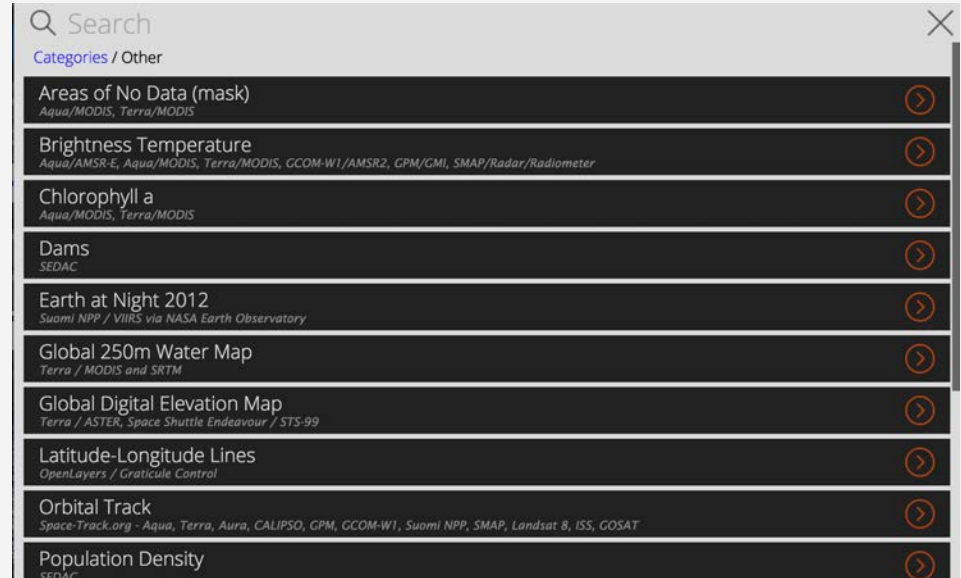 Search
Categories / Other
Areas of No Data (mask)
Aqua/MODIS, Terra/MODIS
Brightness Temperature
Aqua/AMSR-E, Aqua/MODIS, Terra/MODIS, GCOM-W1/AMSR2, GPM/GMI, SMAP/Radar/Radiometer
Chlorophyll a
Aqua/MODIS, Terra/MODIS
Dams
SEDAC
Earth at Night 2012
Suomi NPP / VIIRS via NASA Earth Observatory
Global 250m Water Map
Terra / MODIS and SRTM
Global Digital Elevation Map
Terra / ASTER, Space Shuttle Endeavour / STS-99
Latitude-Longitude Lines
OpenLayers / Graticule Control
Orbital Track
Space-Track.org - Aqua, Terra, Aura, CALIPSO, GPM, GCOM-W1, Suomi NPP, SMAP, Landsat 8, ISS, GOSAT
Population Density
SEDAC